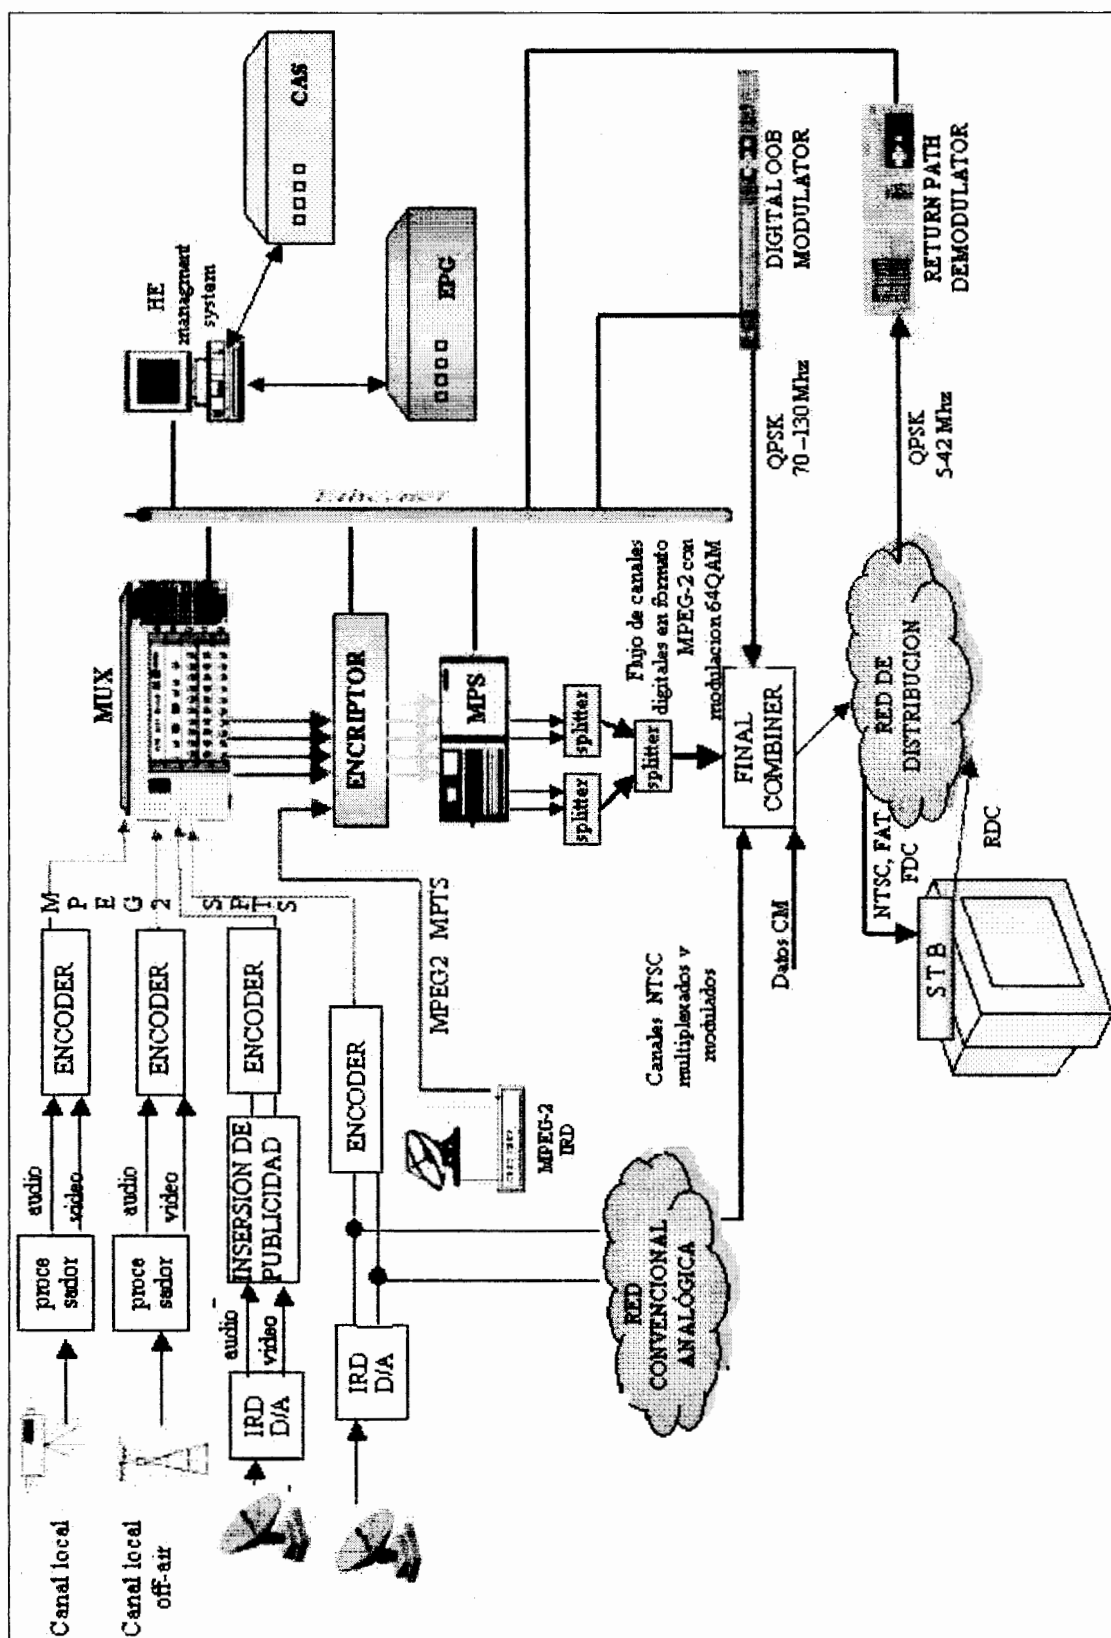 Canal local
proce
sador
audio
video
ENCODER
Canal local
off-air
proce
sador
audio
video
ENCODER
MPEG2 SPTS
IRD
D/A
audio
video
INSERSION DE
PUBLICIDAD
ENCODER
IRD
D/A
ENCODER
MPEG2 MPTS
MPEG-2
IRD
MUX
ENCRIPTOR
MPS
splitter
splitter
splitter
Flujo de canales
digitales en formato
MPEG-2 con
modulacion 64QAM
HE
managment
system
CAS
EPG
RED
CONVENCIONAL
ANALÓGICA
Canales NTSC
multiplexados y
modulados
Datos CM
FINAL
COMBINER
QPSK
70 –130 Mhz
DIGITAL OOB
MODULATOR
STB
NTSC, FAT
FDC
RDC
RED DE
DISTRIBUCION
QPSK
5-42 Mhz
RETURN PATH
DEMODULATOR